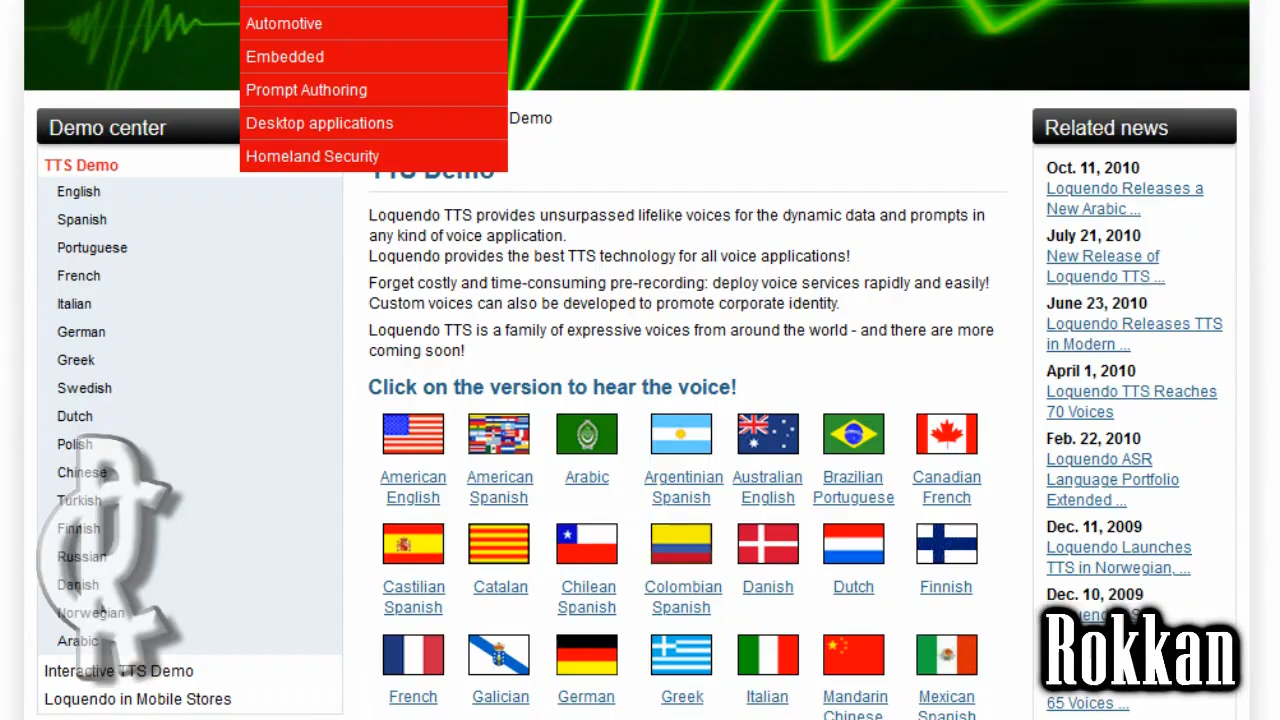 Automotive
Embedded
Prompt Authoring
Desktop applications
Homeland Security
Demo
Demo center
TTS Demo
English
Spanish
Portuguese
French
Italian
German
Greek
Swedish
Dutch
Polish
Chinese
Turkish
Finnish
Russian
Danish
Norwegian
Arabic
Interactive TTS Demo
Loquendo in Mobile Stores
TTS Demo
Loquendo TTS provides unsurpassed lifelike voices for the dynamic data and prompts in
any kind of voice application.
Loquendo provides the best TTS technology for all voice applications!
Forget costly and time-consuming pre-recording: deploy voice services rapidly and easily!
Custom voices can also be developed to promote corporate identity.
Loquendo TTS is a family of expressive voices from around the world - and there are more
coming soon!
Click on the version to hear the voice!
American
English
American
Spanish
Arabic
Argentinian
Spanish
Australian
English
Brazilian
Portuguese
Canadian
French
Castilian
Spanish
Catalan
Chilean
Spanish
Colombian
Spanish
Danish
Dutch
Finnish
French
Galician
German
Greek
Italian
Mandarin
Chinese
Mexican
Spanish
Related news
Oct. 11, 2010
Loquendo Releases a
New Arabic ...
July 21, 2010
New Release of
Loquendo TTS ...
June 23, 2010
Loquendo Releases TTS
in Modern ...
April 1, 2010
Loquendo TTS Reaches
70 Voices
Feb. 22, 2010
Loquendo ASR
Language Portfolio
Extended ...
Dec. 11, 2009
Loquendo Launches
TTS in Norwegian, ...
Dec. 10, 2009
Rokkan
65 Voices ...